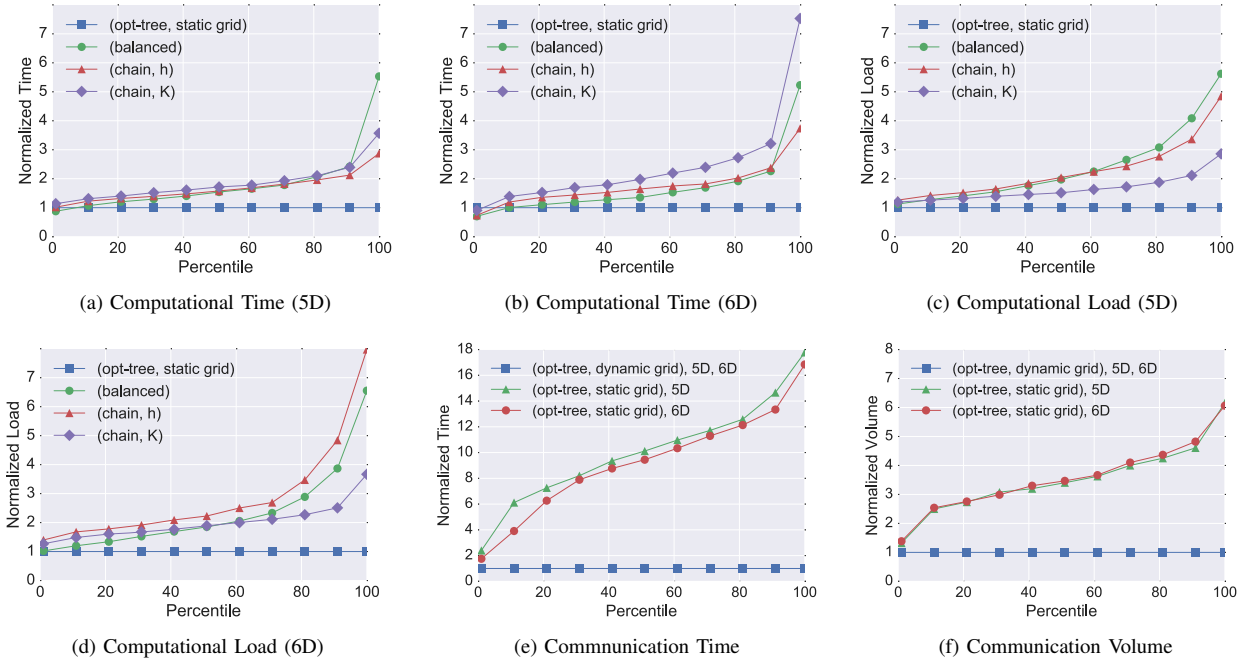 (opt-tree, static grid)
(balanced)
(chain, h)
(chain, K)
Normalized Time
7
6
5
4
3
2
1
0
0 20 40 60 80 100
Percentile
(a) Computational Time (5D)
(opt-tree, static grid)
(balanced)
(chain, h)
(chain, K)
Normalized Time
7
6
5
4
3
2
1
0
0 20 40 60 80 100
Percentile
(b) Computational Time (6D)
(opt-tree, static grid)
(balanced)
(chain, h)
(chain, K)
Normalized Load
7
6
5
4
3
2
1
0
0 20 40 60 80 100
Percentile
(c) Computational Load (5D)
(opt-tree, static grid)
(balanced)
(chain, h)
(chain, K)
Normalized Load
7
6
5
4
3
2
1
0
0 20 40 60 80 100
Percentile
(d) Computational Load (6D)
(opt-tree, dynamic grid), 5D, 6D
(opt-tree, static grid), 5D
(opt-tree, static grid), 6D
Normalized Time
18
16
14
12
10
8
6
4
2
0
0 20 40 60 80 100
Percentile
(e) Commnunication Time
(opt-tree, dynamic grid), 5D, 6D
(opt-tree, static grid), 5D
(opt-tree, static grid), 6D
Normalized Volume
8
7
6
5
4
3
2
1
0
0 20 40 60 80 100
Percentile
(f) Communication Volume